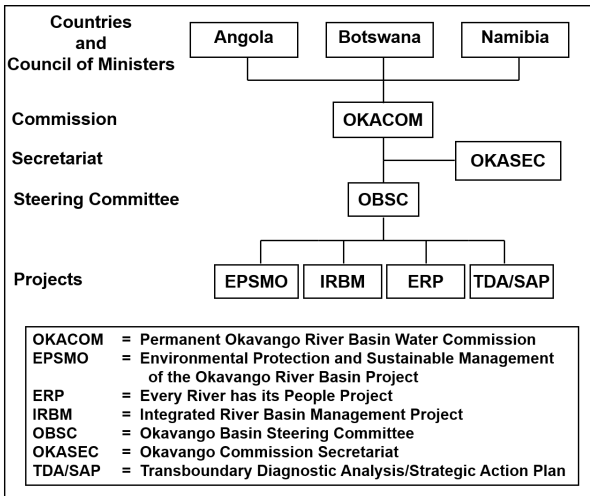 Countries
and
Council of Ministers
Angola
Botswana
Namibia
Commission
OKACOM
Secretariat
OKASEC
Steering Committee
OBSC
Projects
EPSMO
IRBM
ERP
TDA/SAP
OKACOM = Permanent Okavango River Basin Water Commission
EPSMO = Environmental Protection and Sustainable Management
of the Okavango River Basin Project
ERP = Every River has its People Project
IRBM = Integrated River Basin Management Project
OBSC = Okavango Basin Steering Committee
OKASEC = Okavango Commission Secretariat
TDA/SAP = Transboundary Diagnostic Analysis/Strategic Action Plan